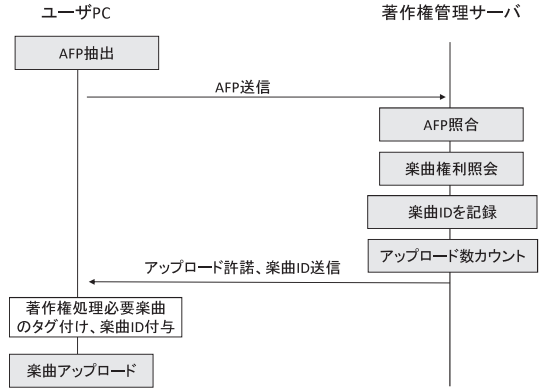 ユーザPC
著作権管理サーバ
AFP抽出
AFP送信
AFP照合
楽曲権利照会
楽曲IDを記録
アップロード数カウント
アップロード許諾、楽曲ID送信
著作権処理必要楽曲
のタグ付け、楽曲ID付与
楽曲アップロード